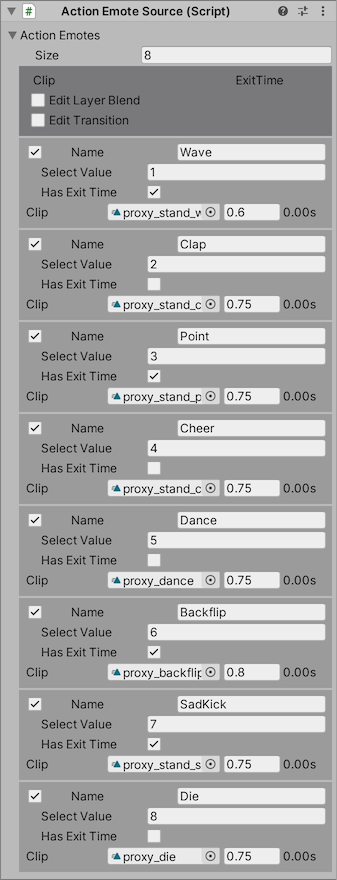 # Action Emote Source (Script)
Action Emotes
Size 8
Clip ExitTime
Edit Layer Blend
Edit Transition
Name Wave
Select Value 1
Has Exit Time
Clip proxy_stand_w 0.6 0.00s
Name Clap
Select Value 2
Has Exit Time
Clip proxy_stand_c 0.75 0.00s
Name Point
Select Value 3
Has Exit Time
Clip proxy_stand_p 0.75 0.00s
Name Cheer
Select Value 4
Has Exit Time
Clip proxy_stand_c 0.75 0.00s
Name Dance
Select Value 5
Has Exit Time
Clip proxy_dance 0.75 0.00s
Name Backflip
Select Value 6
Has Exit Time
Clip proxy_backflip 0.8 0.00s
Name SadKick
Select Value 7
Has Exit Time
Clip proxy_stand_s 0.75 0.00s
Name Die
Select Value 8
Has Exit Time
Clip proxy_die 0.75 0.00s